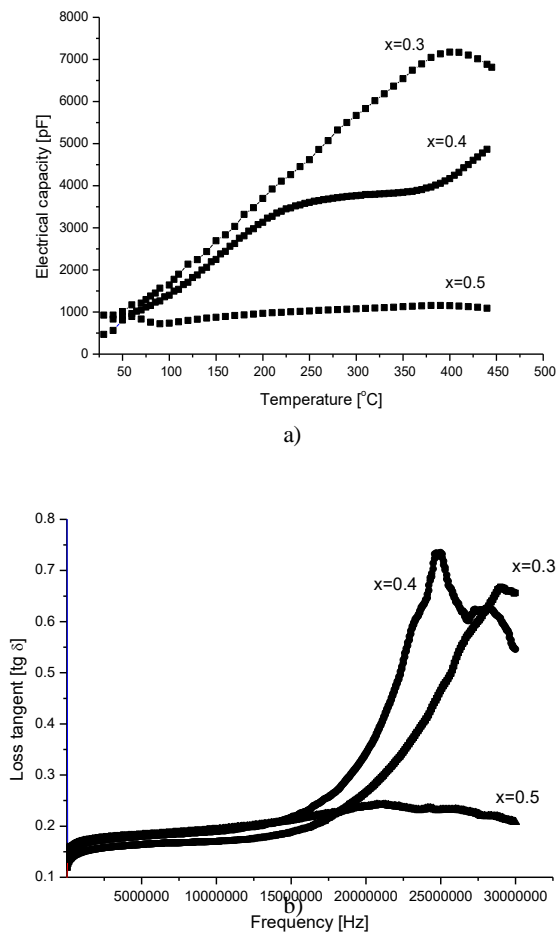 8000
7000
6000
5000
4000
3000
2000
1000
0
Electrical capacity [pF]
x=0.3
x=0.4
x=0.5
50 100 150 200 250 300 350 400 450 500
Temperature [°C]
a)
0.8
0.7
0.6
0.5
0.4
0.3
0.2
0.1
Loss tangent [tg δ]
x=0.4
x=0.3
x=0.5
5000000 10000000 15000000 20000000 25000000 30000000
b)
Frequency [Hz]